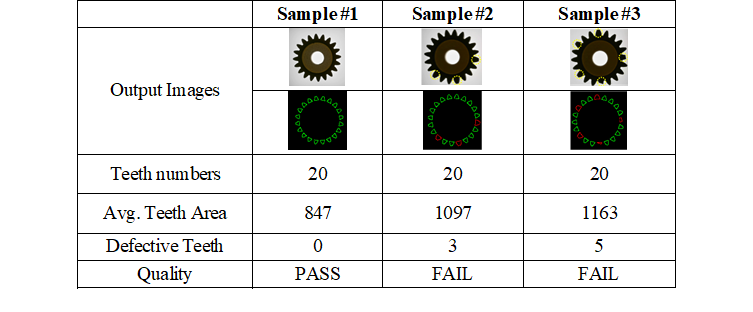 Sample #1 Sample #2 Sample #3
Output Images
Teeth numbers 20 20 20
Avg. Teeth Area 847 1097 1163
Defective Teeth 0 3 5
Quality PASS FAIL FAIL